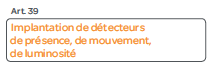 Art. 39
Implantation de détecteurs
de présence, de mouvement,
de luminosité